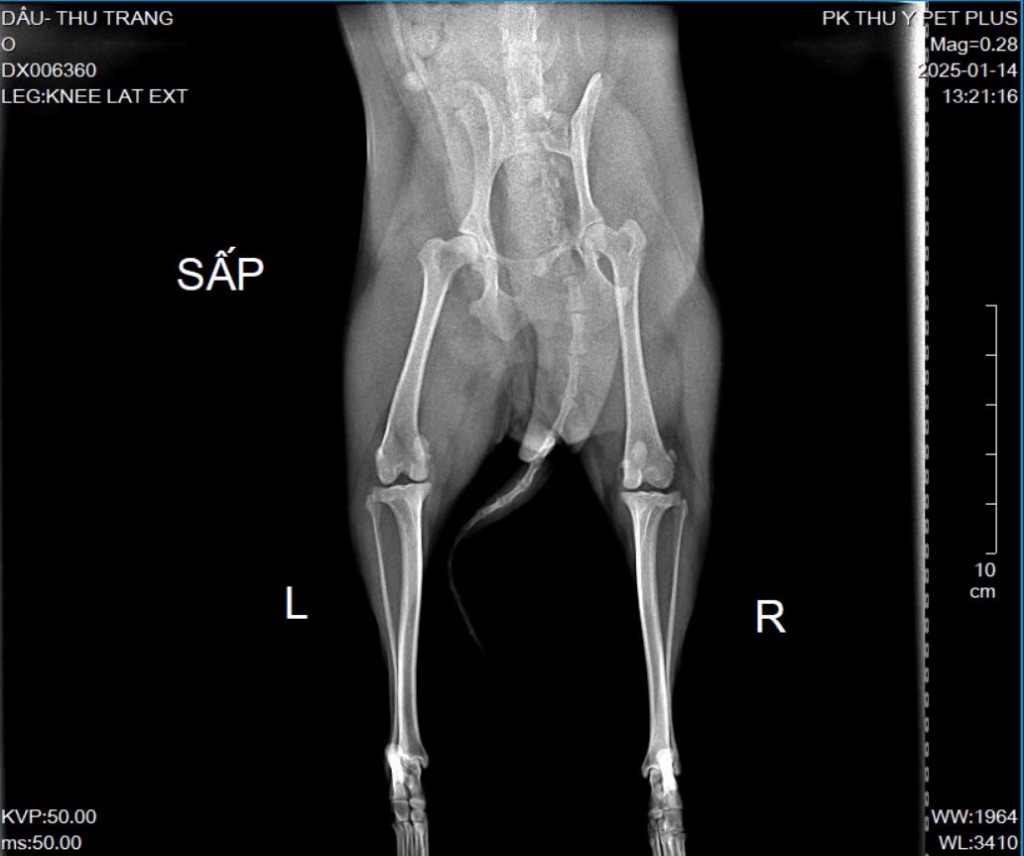 DÂU- THU TRANG
O
DX006360
LEG:KNEE LAT EXT
PK THU Y PET PLUS
Mag=0.28
2025-01-14
13:21:16
SẤP
10
cm
L
R
KVP:50.00
ms:50.00
WW:1964
WL:3410